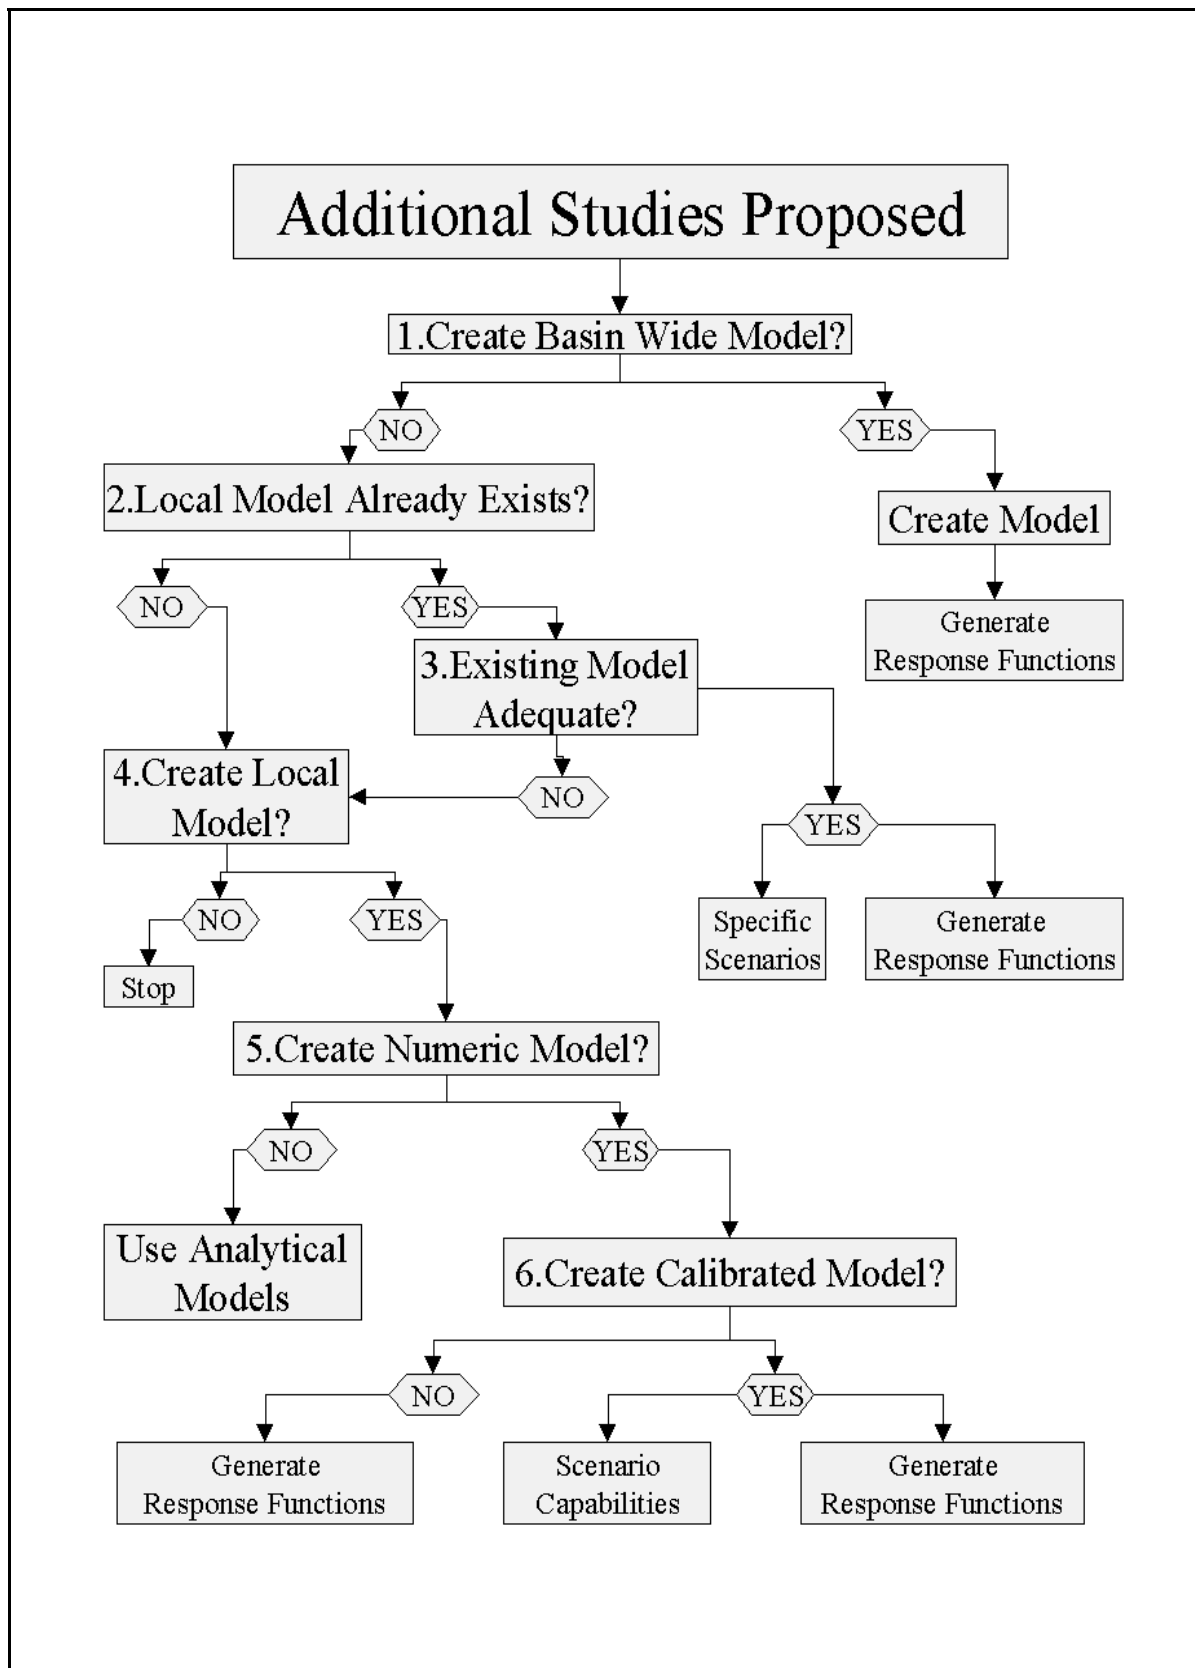 Additional Studies Proposed
1.Create Basin Wide Model?
NO
YES
2.Local Model Already Exists?
Create Model
NO
YES
Generate
Response Functions
3.Existing Model
Adequate?
4.Create Local
Model?
NO
YES
NO
YES
Specific
Scenarios
Generate
Response Functions
Stop
5.Create Numeric Model?
NO
YES
Use Analytical
Models
6.Create Calibrated Model?
NO
YES
Generate
Response Functions
Scenario
Capabilities
Generate
Response Functions